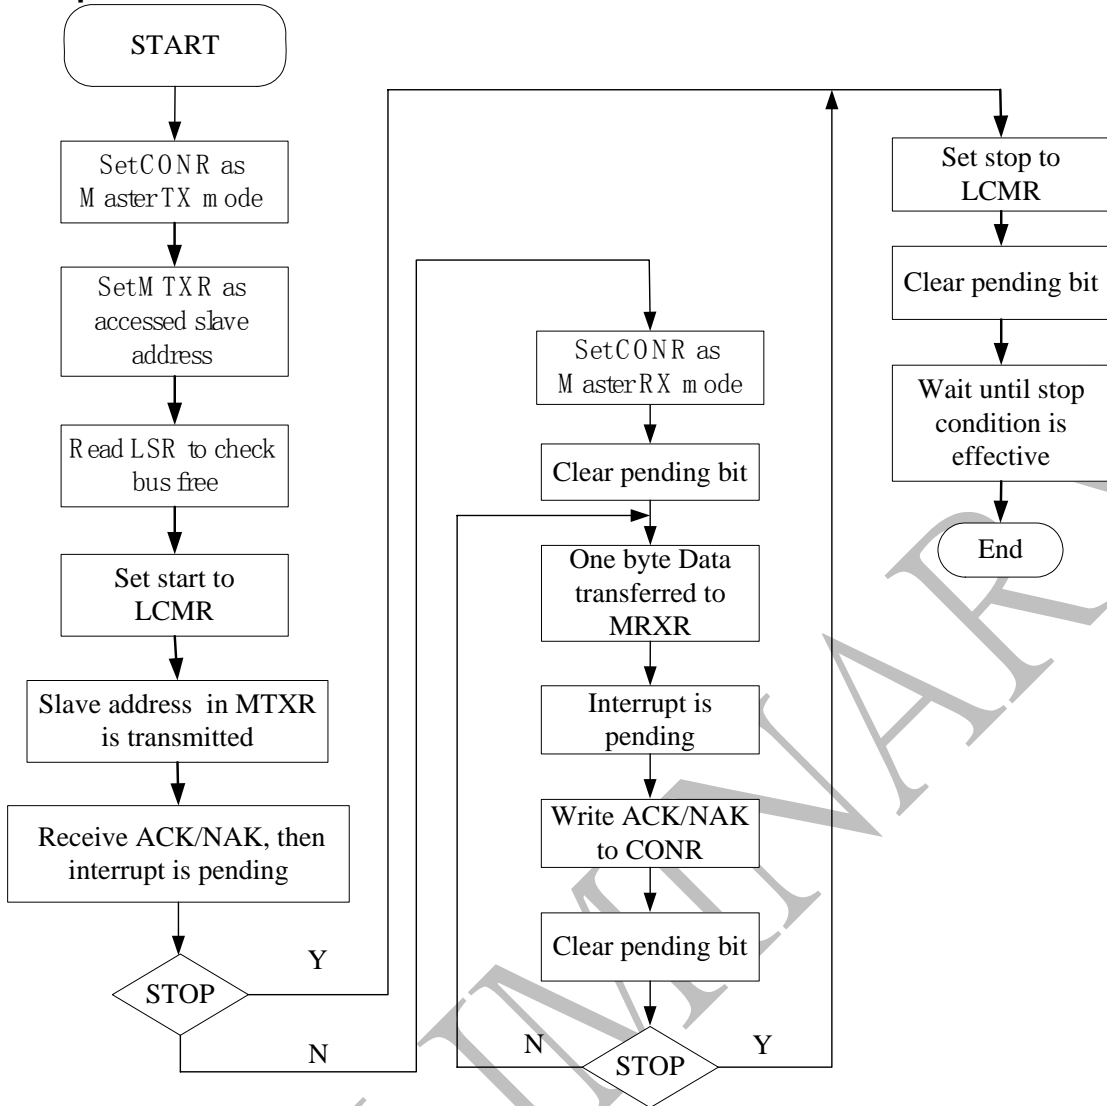 START
SetCONR as
MasterTX mode
SetMTXR as
accessed slave
address
Read LSR to check
bus free
Set start to
LCMR
Slave address in MTXR
is transmitted
Receive ACK/NAK, then
interrupt is pending
STOP
Y
N
SetCONR as
MasterRX mode
Clear pending bit
One byte Data
transferred to
MRXR
Interrupt is
pending
Write ACK/NAK
to CONR
Clear pending bit
STOP
N
Y
Set stop to
LCMR
Clear pending bit
Wait until stop
condition is
effective
End